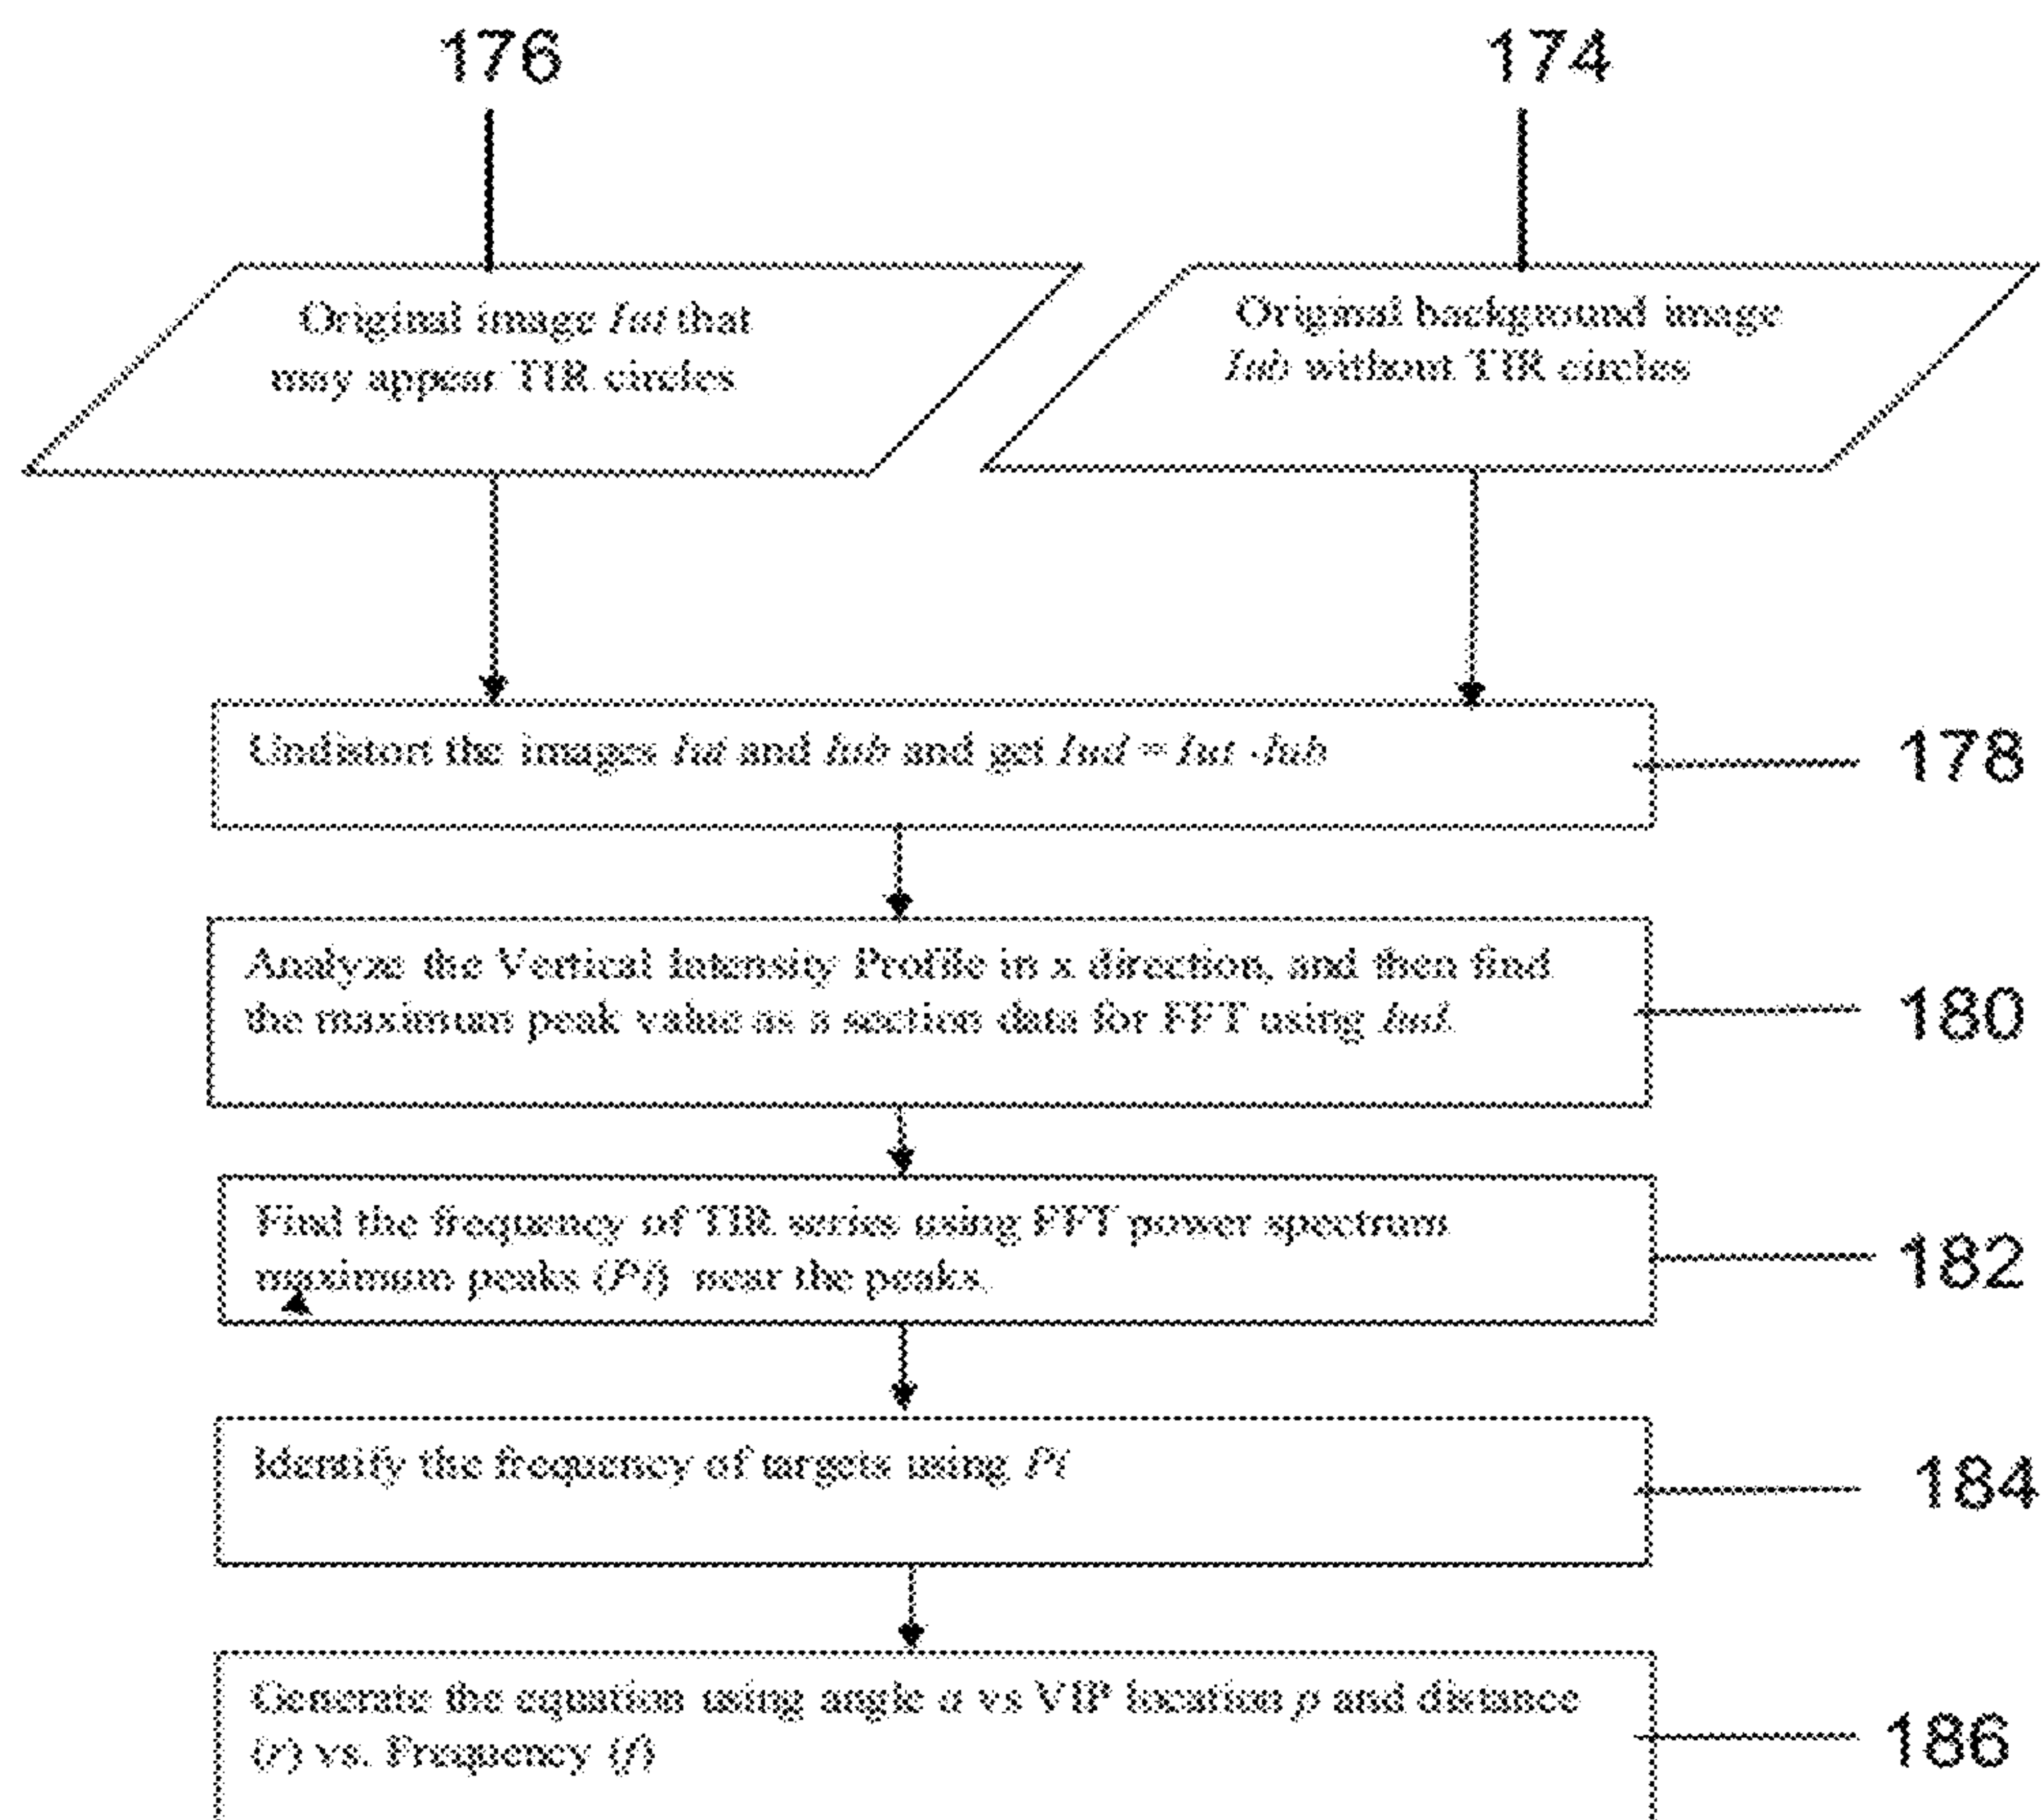 176
174
Original image Iut that
may appear TIR circles
Original background image
Iub without TIR circles
Undistort the images Iut and Iub and get Iud = Iut -Iub
178
Analyze the Vertical Intensity Profile in x direction, and then find
the maximum peak value as a section data for FFT using Iud.
180
Find the frequency of TIR series using FFT power spectrum
maximum peaks (Pi) near the peaks.
182
Identify the frequency of targets using Pi
184
Generate the equation using angle α vs VIP location p and distance
(r) vs. Frequency (f)
186